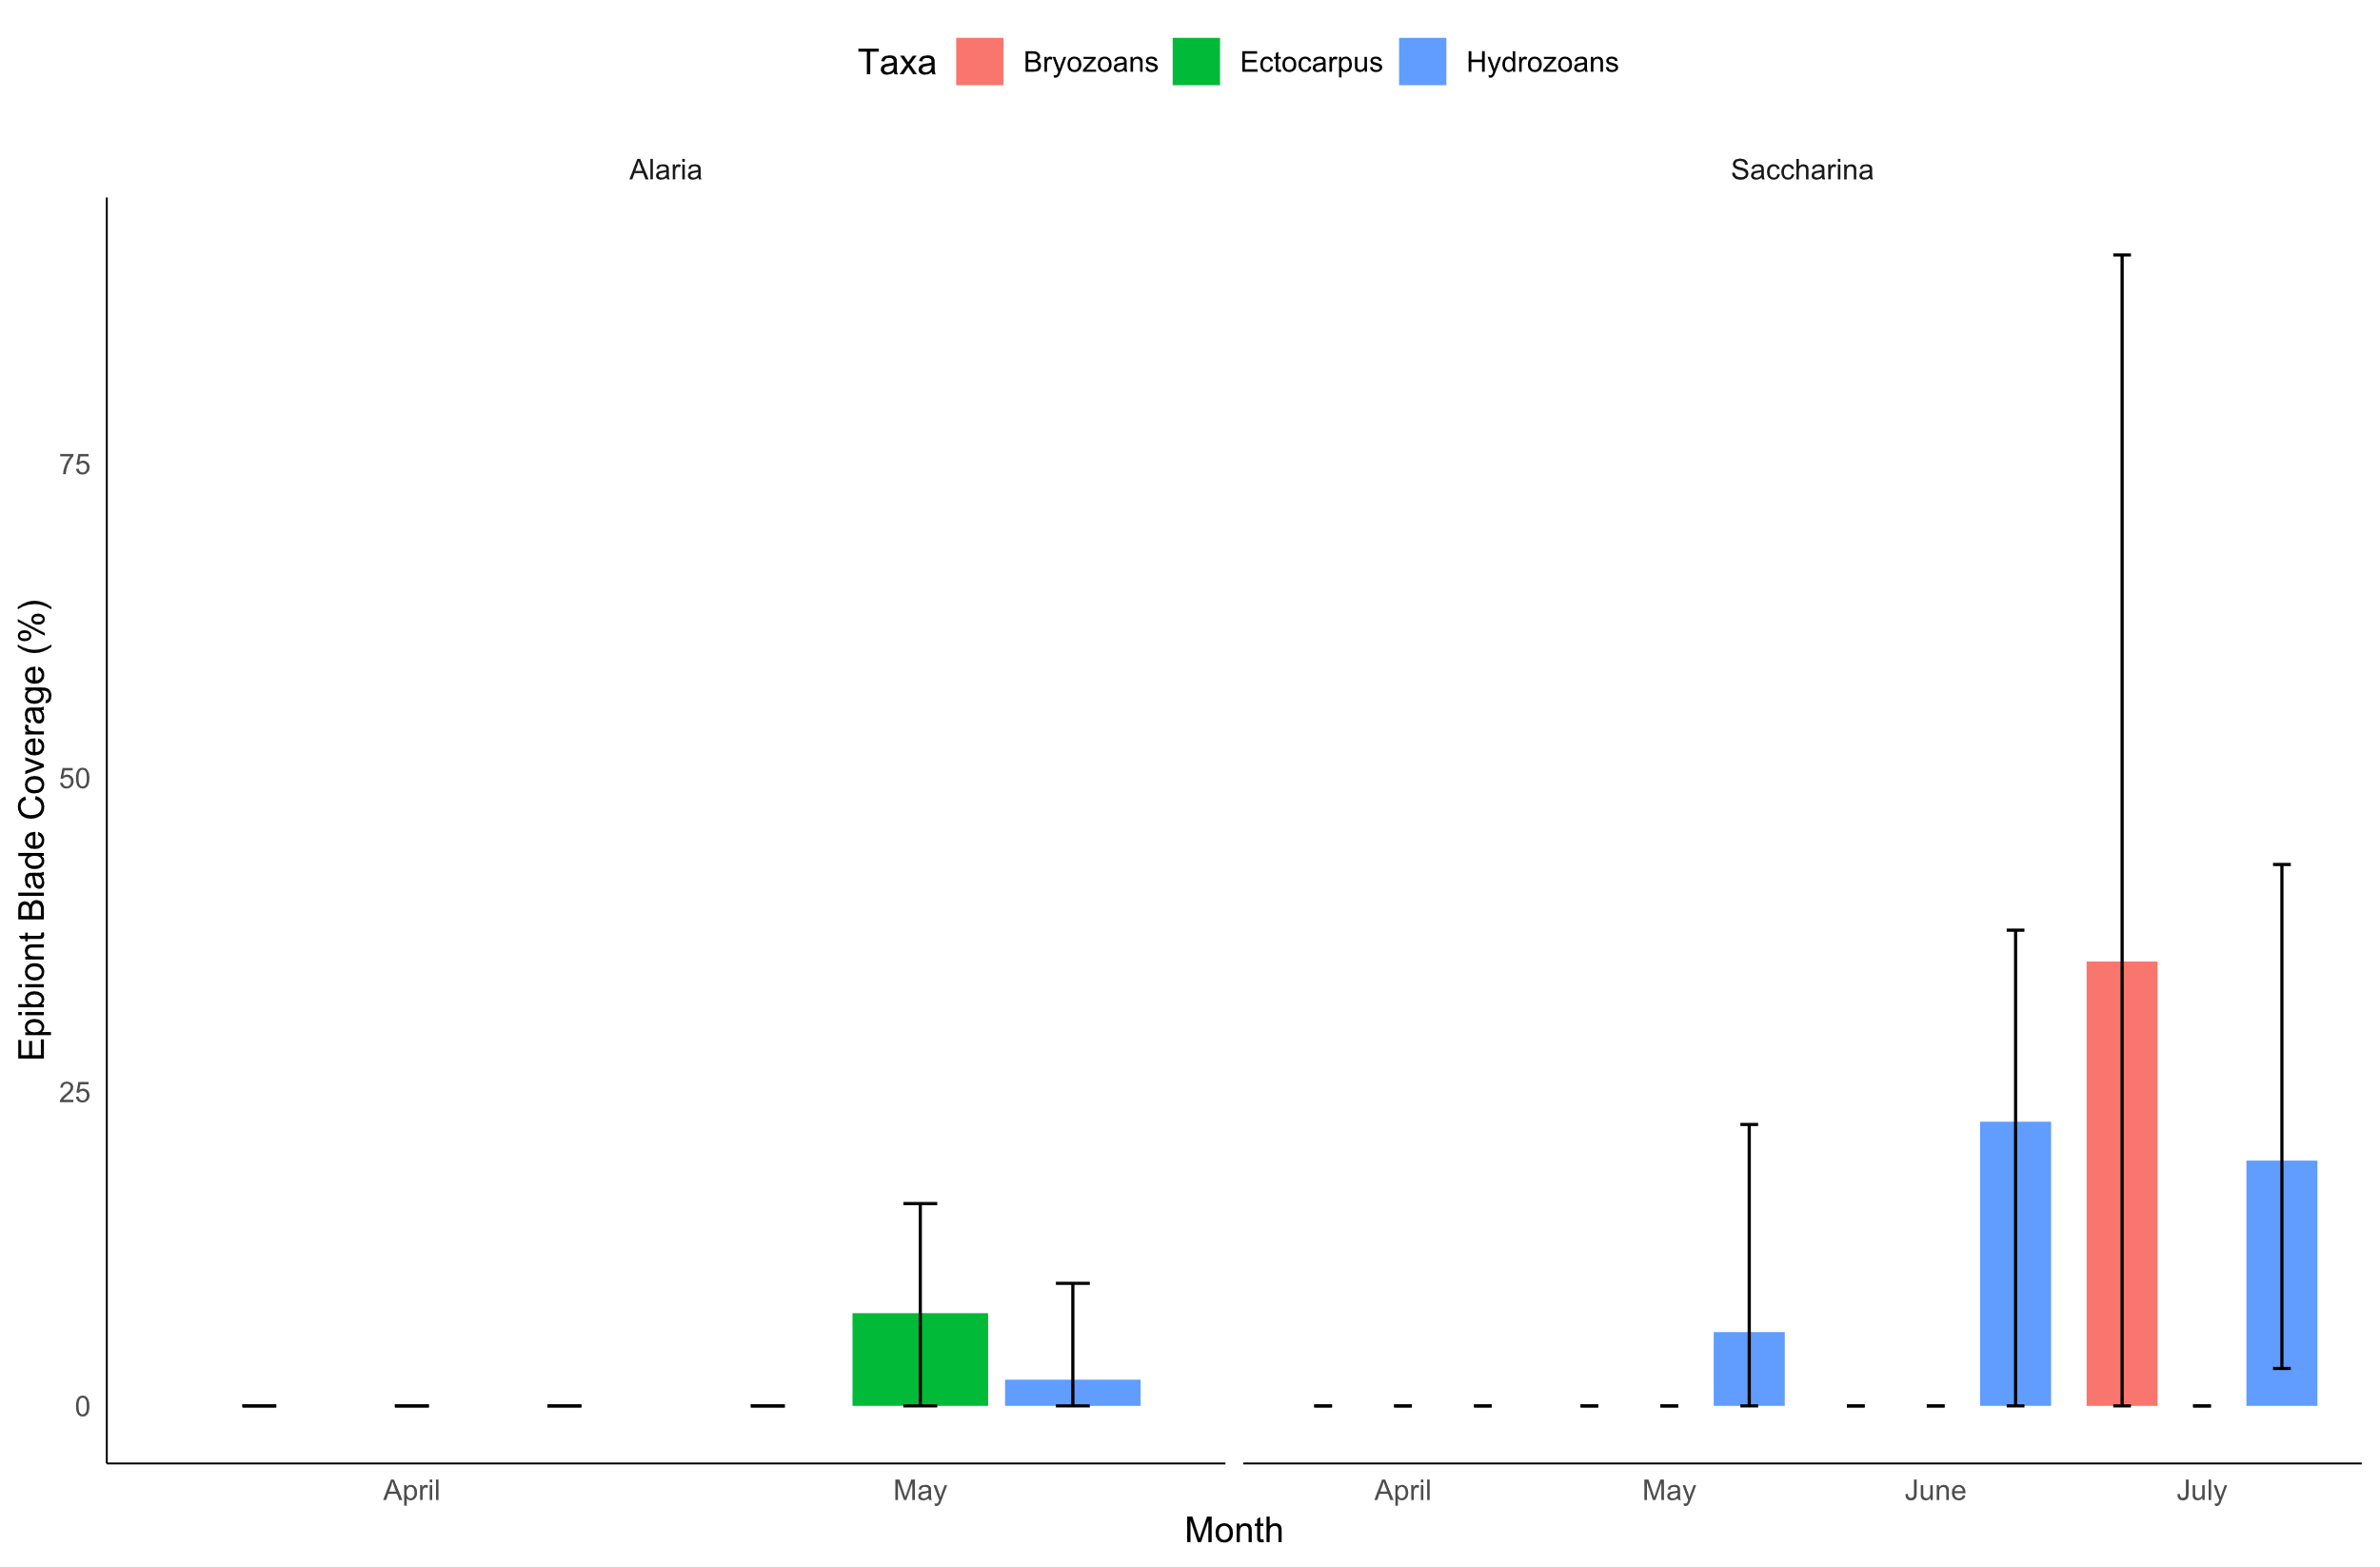 Taxa Bryozoans Ectocarpus Hydrozoans
Alaria Saccharina
Epibiont Blade Coverage (%)
75
50
25
0
April May April May June July
Month